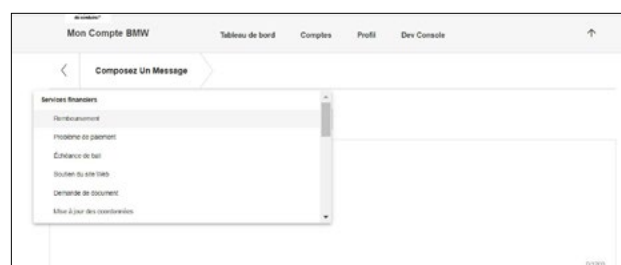 Mon Compte BMW
Tableau de bord Comptes Profil Dev Console
Composez Un Message
Services financiers
Remboursement
Problème de paiement
Échéance de bail
Soutien du site Web
Demande de document
Mise à jour des coordonnées